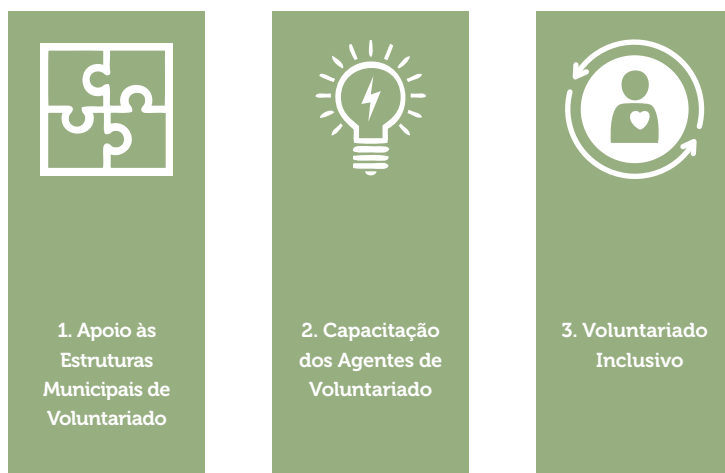 1. Apoio às
Estruturas
Municipais de
Voluntariado
2. Capacitação
dos Agentes de
Voluntariado
3. Voluntariado
Inclusivo